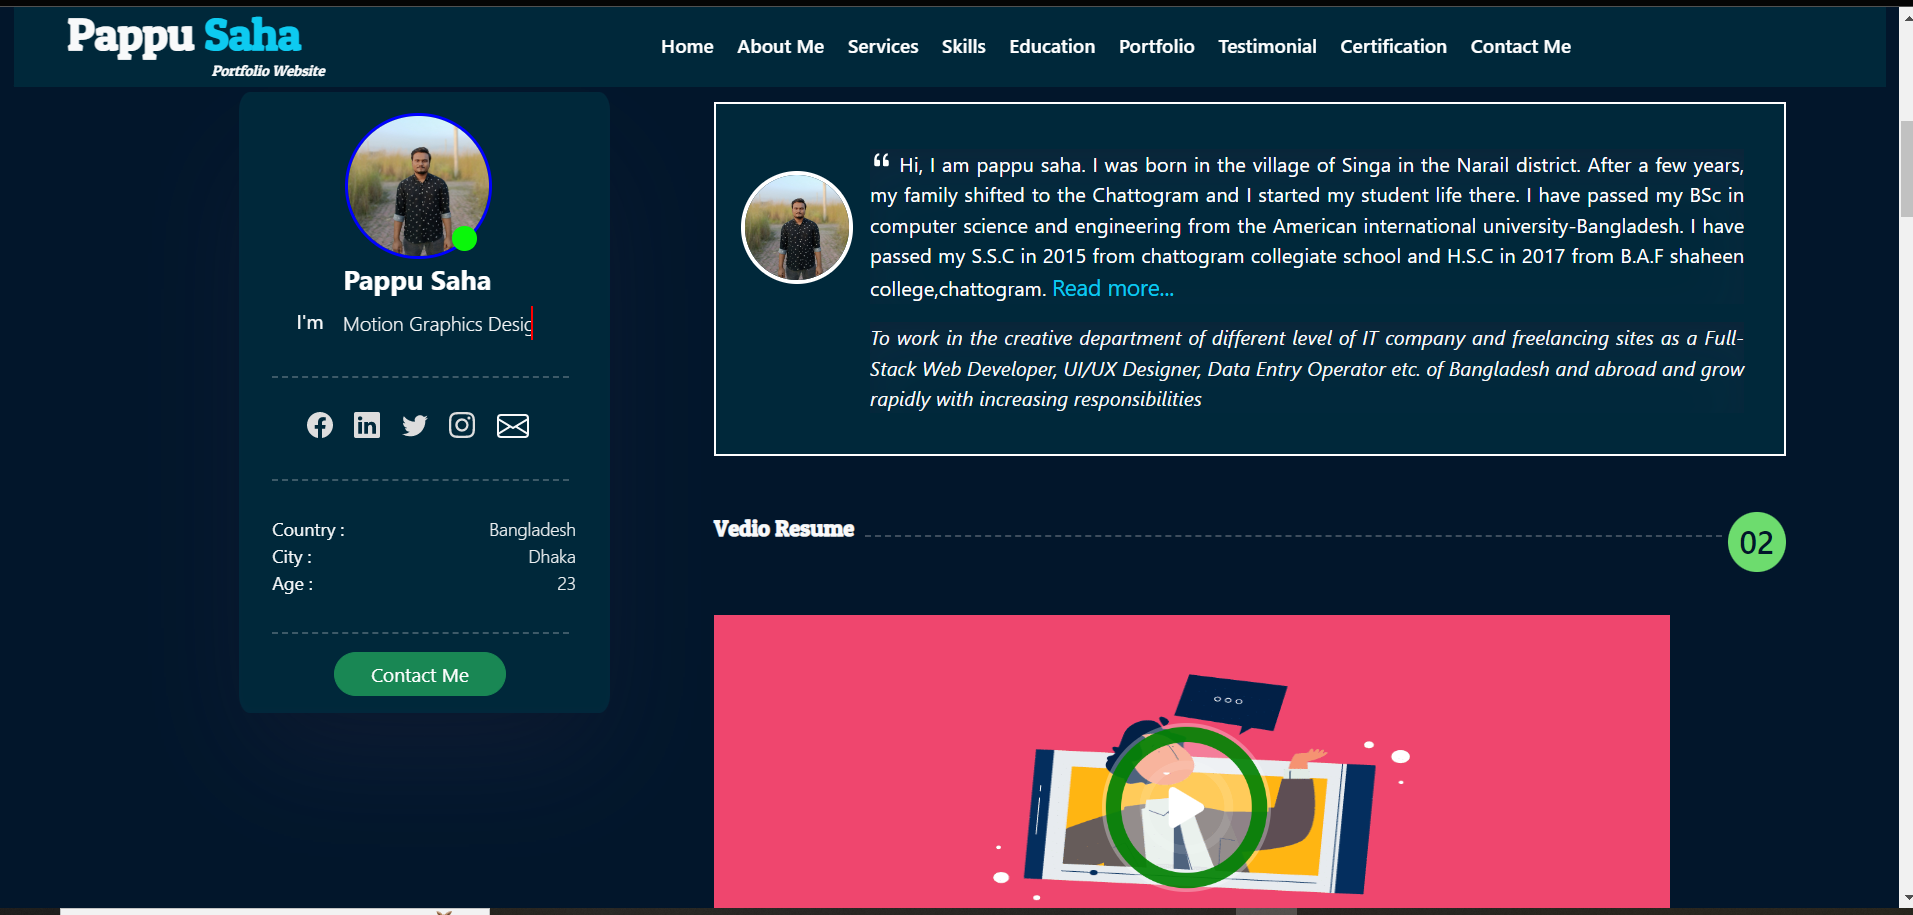 Pappu Saha
Portfolio Website
Home About Me Services Skills Education Portfolio Testimonial Certification Contact Me
Pappu Saha
I'm Motion Graphics Desig
Country : Bangladesh
City : Dhaka
Age : 23
Contact Me
“ Hi, I am pappu saha. I was born in the village of Singa in the Narail district. After a few years,
my family shifted to the Chattogram and I started my student life there. I have passed my BSc in
computer science and engineering from the American international university-Bangladesh. I have
passed my S.S.C in 2015 from chattogram collegiate school and H.S.C in 2017 from B.A.F shaheen
college,chattogram. Read more...
To work in the creative department of different level of IT company and freelancing sites as a Full-
Stack Web Developer, UI/UX Designer, Data Entry Operator etc. of Bangladesh and abroad and grow
rapidly with increasing responsibilities
Vedio Resume 02